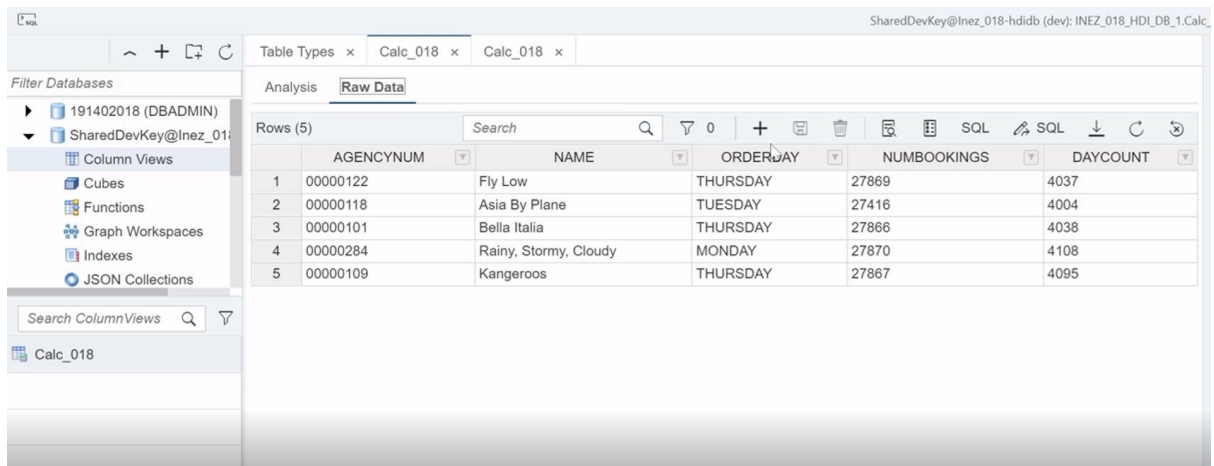 SQL
SharedDevKey@Inez_018-hdidb (dev): INEZ_018_HDI_DB_1.Calc_
Table Types × Calc_018 × Calc_018 ×
Filter Databases
Analysis Raw Data
191402018 (DBADMIN)
SharedDevKey@Inez_018
Column Views
Cubes
Functions
Graph Workspaces
Indexes
JSON Collections
Search ColumnViews
Calc_018
Rows (5) Search 0 SQL SQL
AGENCYNUM NAME ORDERDAY NUMBOOKINGS DAYCOUNT
1 00000122 Fly Low THURSDAY 27869 4037
2 00000118 Asia By Plane TUESDAY 27416 4004
3 00000101 Bella Italia THURSDAY 27866 4038
4 00000284 Rainy, Stormy, Cloudy MONDAY 27870 4108
5 00000109 Kangeroos THURSDAY 27867 4095